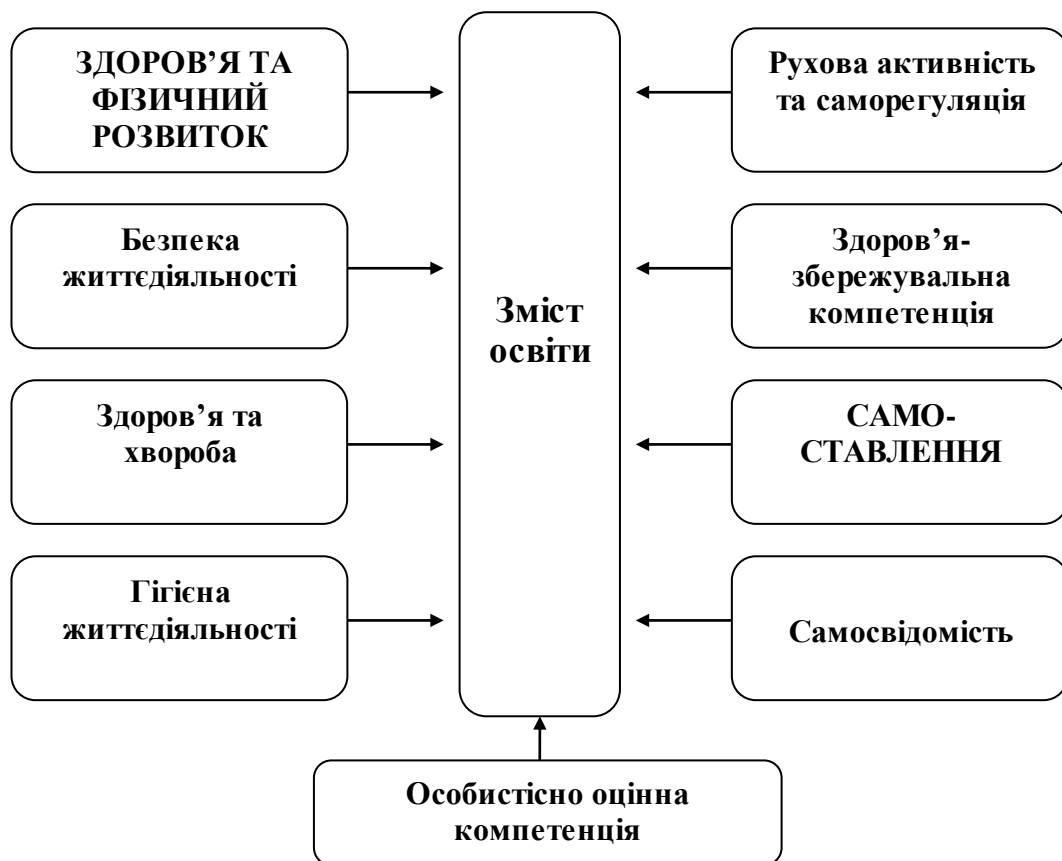 ЗДОРОВ’Я ТА
ФІЗИЧНИЙ
РОЗВИТОК
Безпека
життєдіяльності
Здоров’я та
хвороба
Гігієна
життєдіяльності
Зміст
освіти
Рухова активність
та саморегуляція
Здоров’я-
збережувальна
компетенція
САМО-
СТАВЛЕННЯ
Самосвідомість
Особистісно оцінна
компетенція